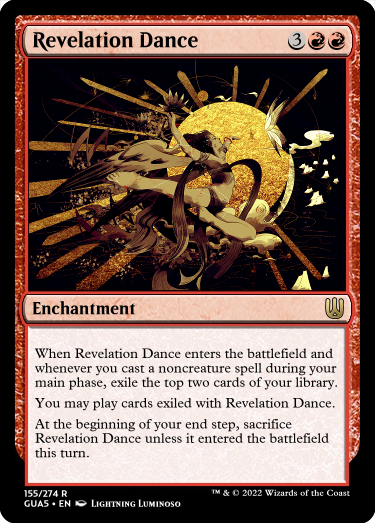 Revelation Dance 3
Enchantment
When Revelation Dance enters the battlefield and
whenever you cast a noncreature spell during your
main phase, exile the top two cards of your library.
You may play cards exiled with Revelation Dance.
At the beginning of your end step, sacrifice
Revelation Dance unless it entered the battlefield
this turn.
155/274 R
GUA5 • EN LIGHTNING LUMINOSO
™ & © 2022 Wizards of the Coast